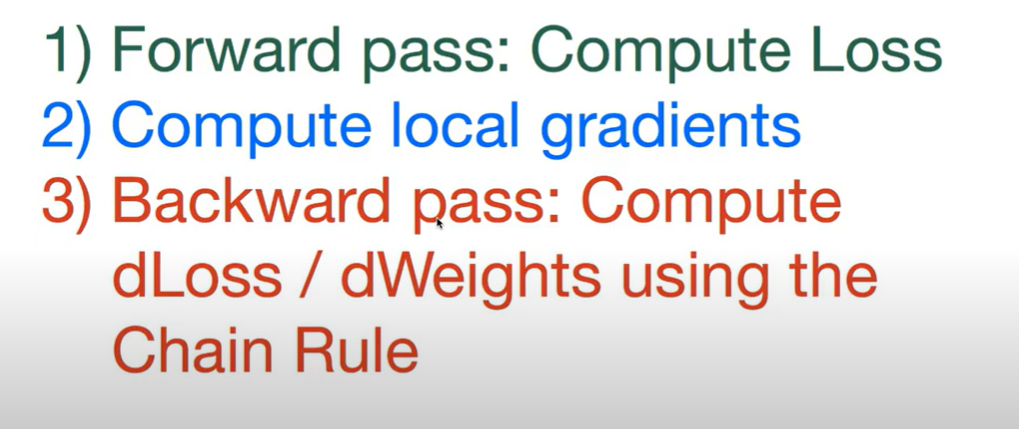 1) Forward pass: Compute Loss
2) Compute local gradients
3) Backward pass: Compute
dLoss / dWeights using the
Chain Rule